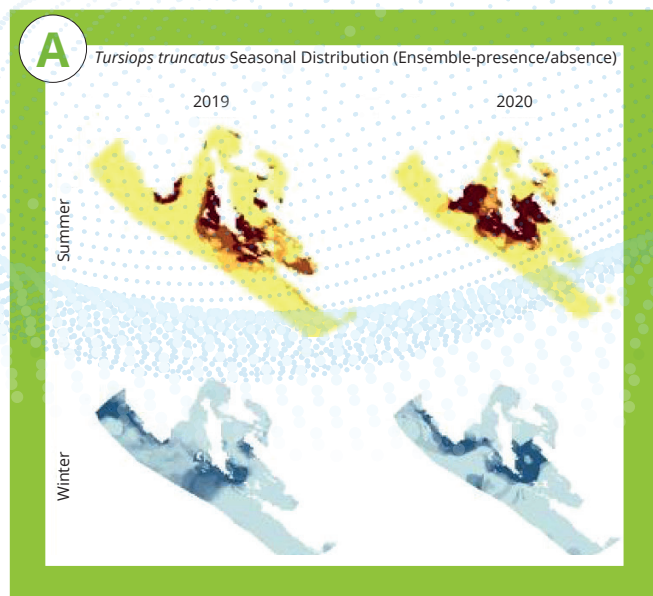 A
Tursiops truncatus Seasonal Distribution (Ensemble-presence/absence)
2019
2020
Summer
Winter